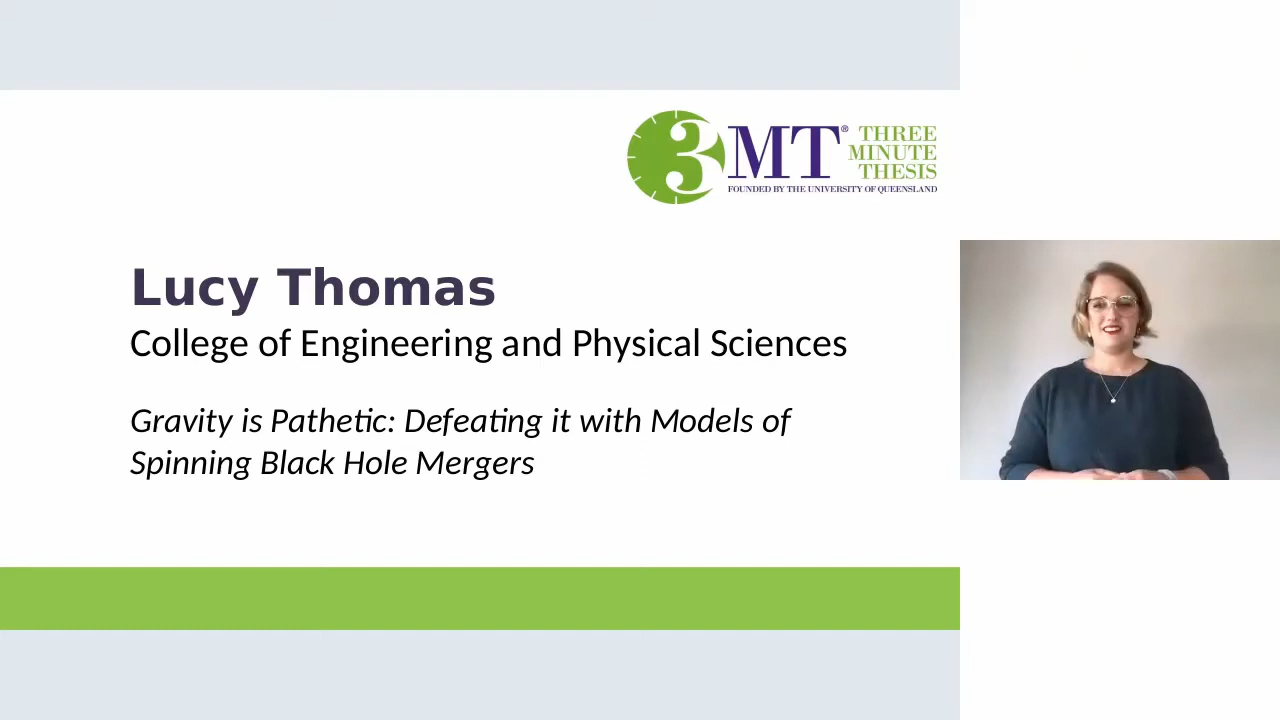 3MT® THREE
MINUTE
THESIS
FOUNDED BY THE UNIVERSITY OF QUEENSLAND
Lucy Thomas
College of Engineering and Physical Sciences
Gravity is Pathetic: Defeating it with Models of
Spinning Black Hole Mergers